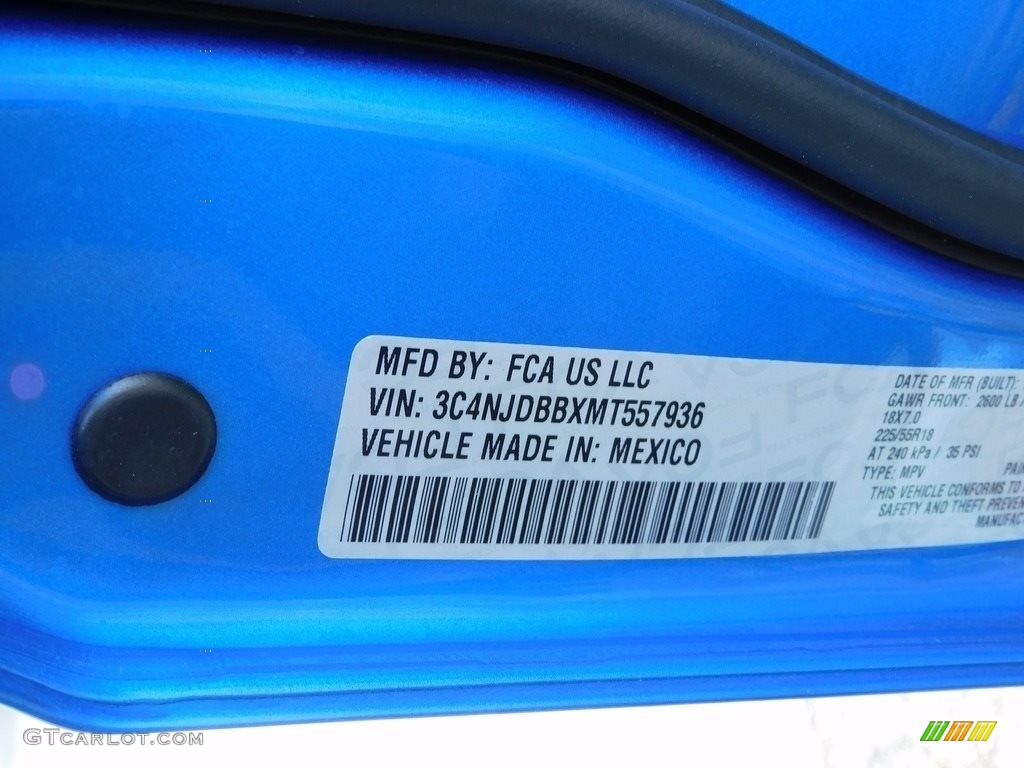 MFD BY: FCA US LLC
VIN: 3C4NJDBBXMT557936
VEHICLE MADE IN: MEXICO
DATE OF MFR (BUILT):
GAWR FRONT: 2600 LB
18X7.0
225/55R18
AT 240 kPa / 35 PSI
TYPE: MPV
THIS VEHICLE CONFORMS TO
SAFETY AND THEFT
GTCARLOT.COM